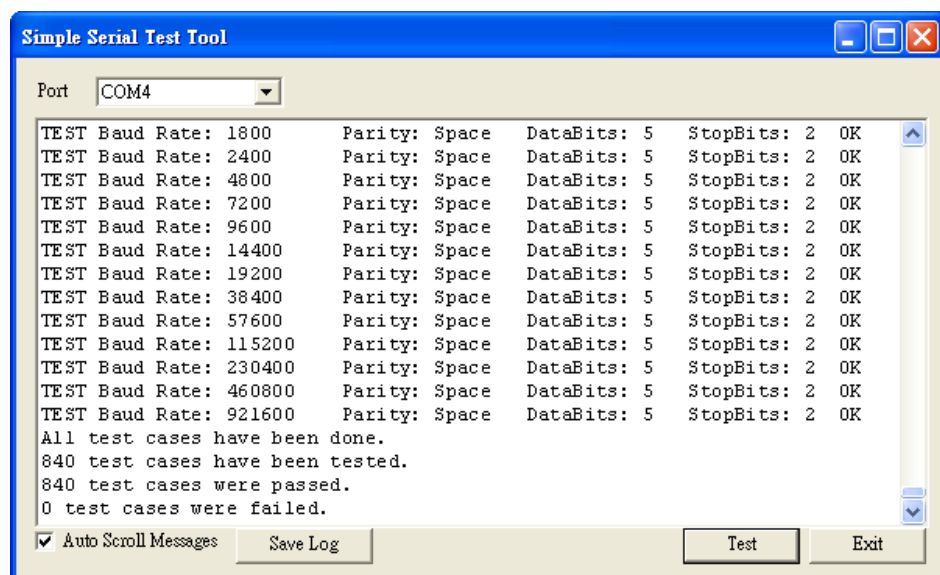 Simple Serial Test Tool
Port COM4
TEST Baud Rate: 1800 Parity: Space DataBits: 5 StopBits: 2 OK
TEST Baud Rate: 2400 Parity: Space DataBits: 5 StopBits: 2 OK
TEST Baud Rate: 4800 Parity: Space DataBits: 5 StopBits: 2 OK
TEST Baud Rate: 7200 Parity: Space DataBits: 5 StopBits: 2 OK
TEST Baud Rate: 9600 Parity: Space DataBits: 5 StopBits: 2 OK
TEST Baud Rate: 14400 Parity: Space DataBits: 5 StopBits: 2 OK
TEST Baud Rate: 19200 Parity: Space DataBits: 5 StopBits: 2 OK
TEST Baud Rate: 38400 Parity: Space DataBits: 5 StopBits: 2 OK
TEST Baud Rate: 57600 Parity: Space DataBits: 5 StopBits: 2 OK
TEST Baud Rate: 115200 Parity: Space DataBits: 5 StopBits: 2 OK
TEST Baud Rate: 230400 Parity: Space DataBits: 5 StopBits: 2 OK
TEST Baud Rate: 460800 Parity: Space DataBits: 5 StopBits: 2 OK
TEST Baud Rate: 921600 Parity: Space DataBits: 5 StopBits: 2 OK
All test cases have been done.
840 test cases have been tested.
840 test cases were passed.
0 test cases were failed.
Auto Scroll Messages Save Log Test Exit